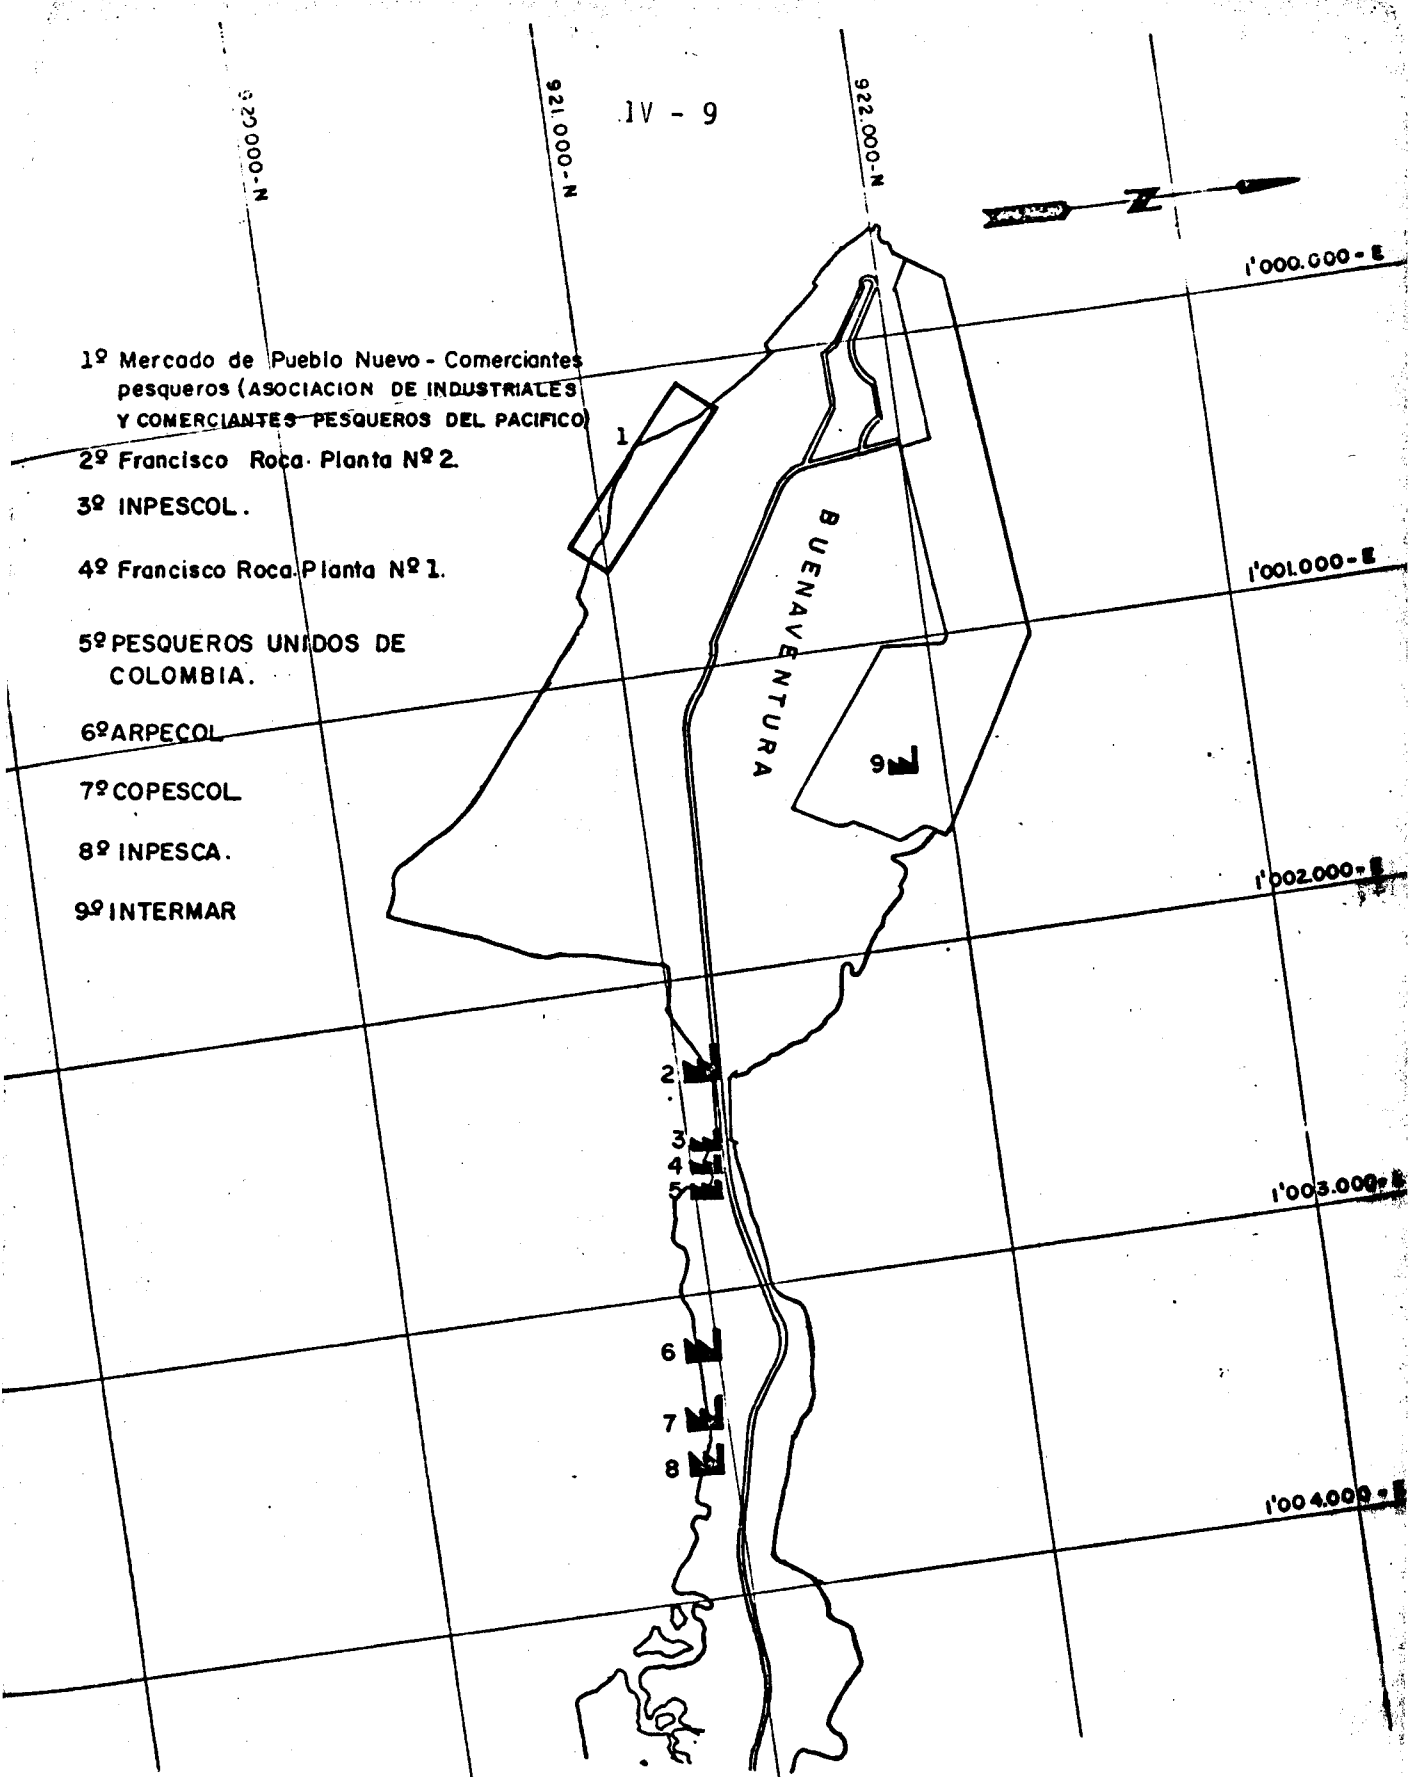 920.000-N
921.000-N
IV - 9
922.000-N
N
1'000.000-E
1º Mercado de Pueblo Nuevo - Comerciantes
pesqueros (ASOCIACION DE INDUSTRIALES
Y COMERCIANTES PESQUEROS DEL PACIFICO)
2º Francisco Roca. Planta Nº 2.
3º INPESCOL.
4º Francisco Roca. Planta Nº 1.
5º PESQUEROS UNIDOS DE
COLOMBIA.
6º ARPECOL
7º COPESCOL
8º INPESCA.
9º INTERMAR
1
BUENAVENTURA
1'001.000-E
9
1'002.000-E
2
3
4
5
1'003.000-E
6
7
8
1'004.000-E